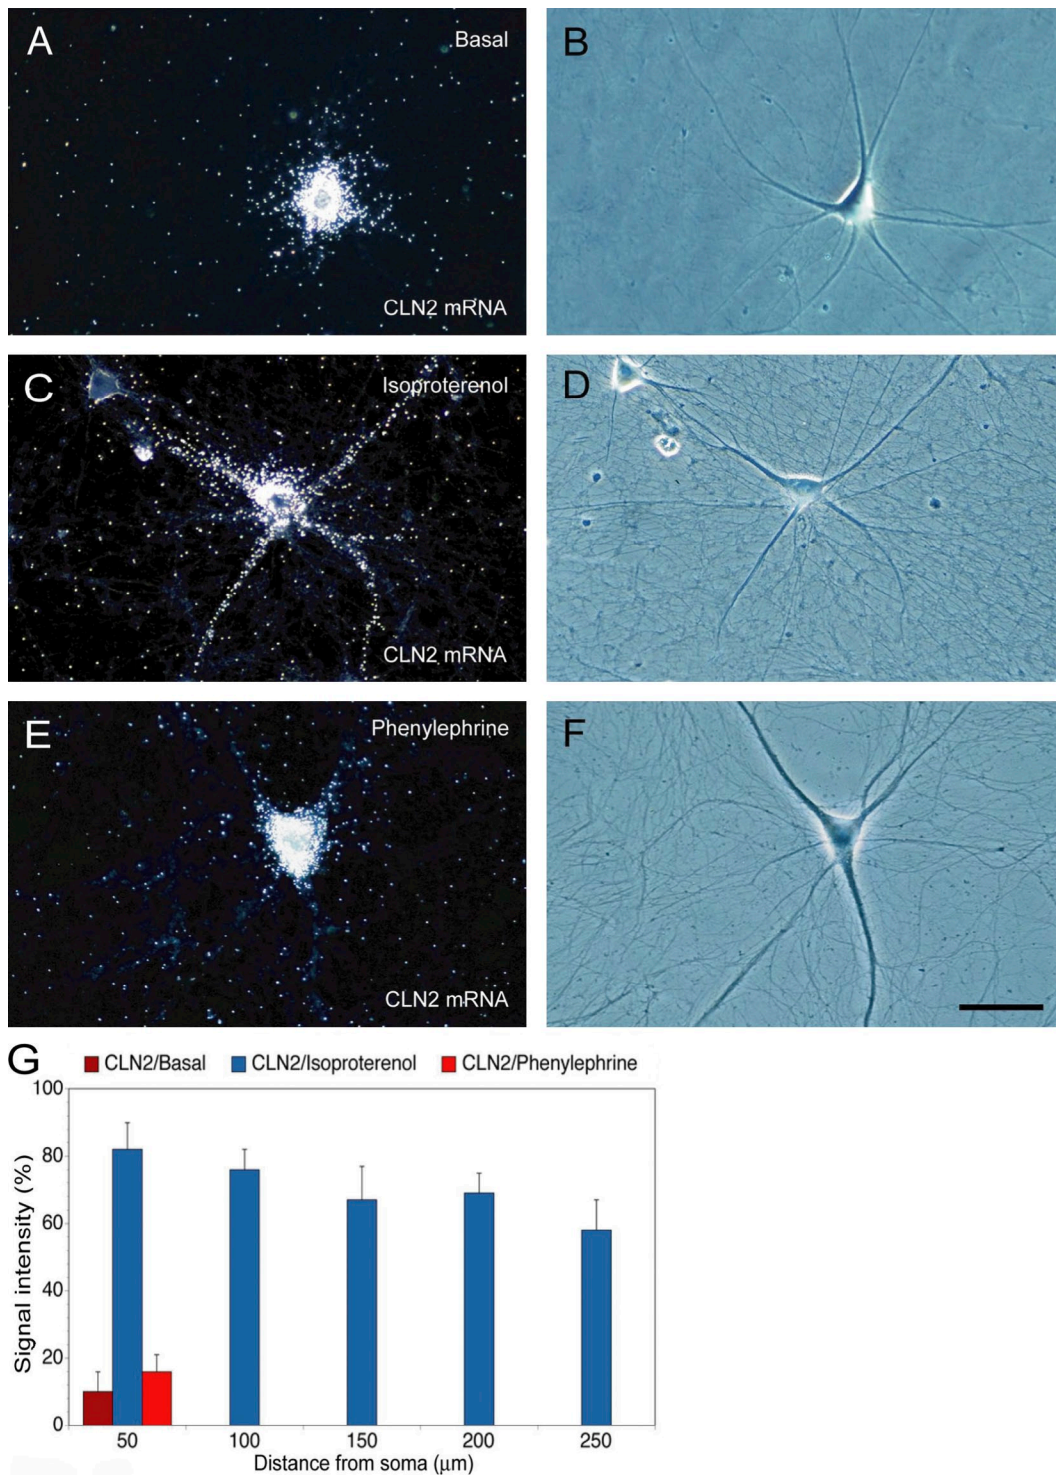 A
Basal
CLN2 mRNA
B
C
Isoproterenol
CLN2 mRNA
D
E
Phenylephrine
CLN2 mRNA
F
G
CLN2/Basal CLN2/Isoproterenol CLN2/Phenylephrine
100
80
60
40
20
0
Signal intensity (%)
50 100 150 200 250
Distance from soma (μm)